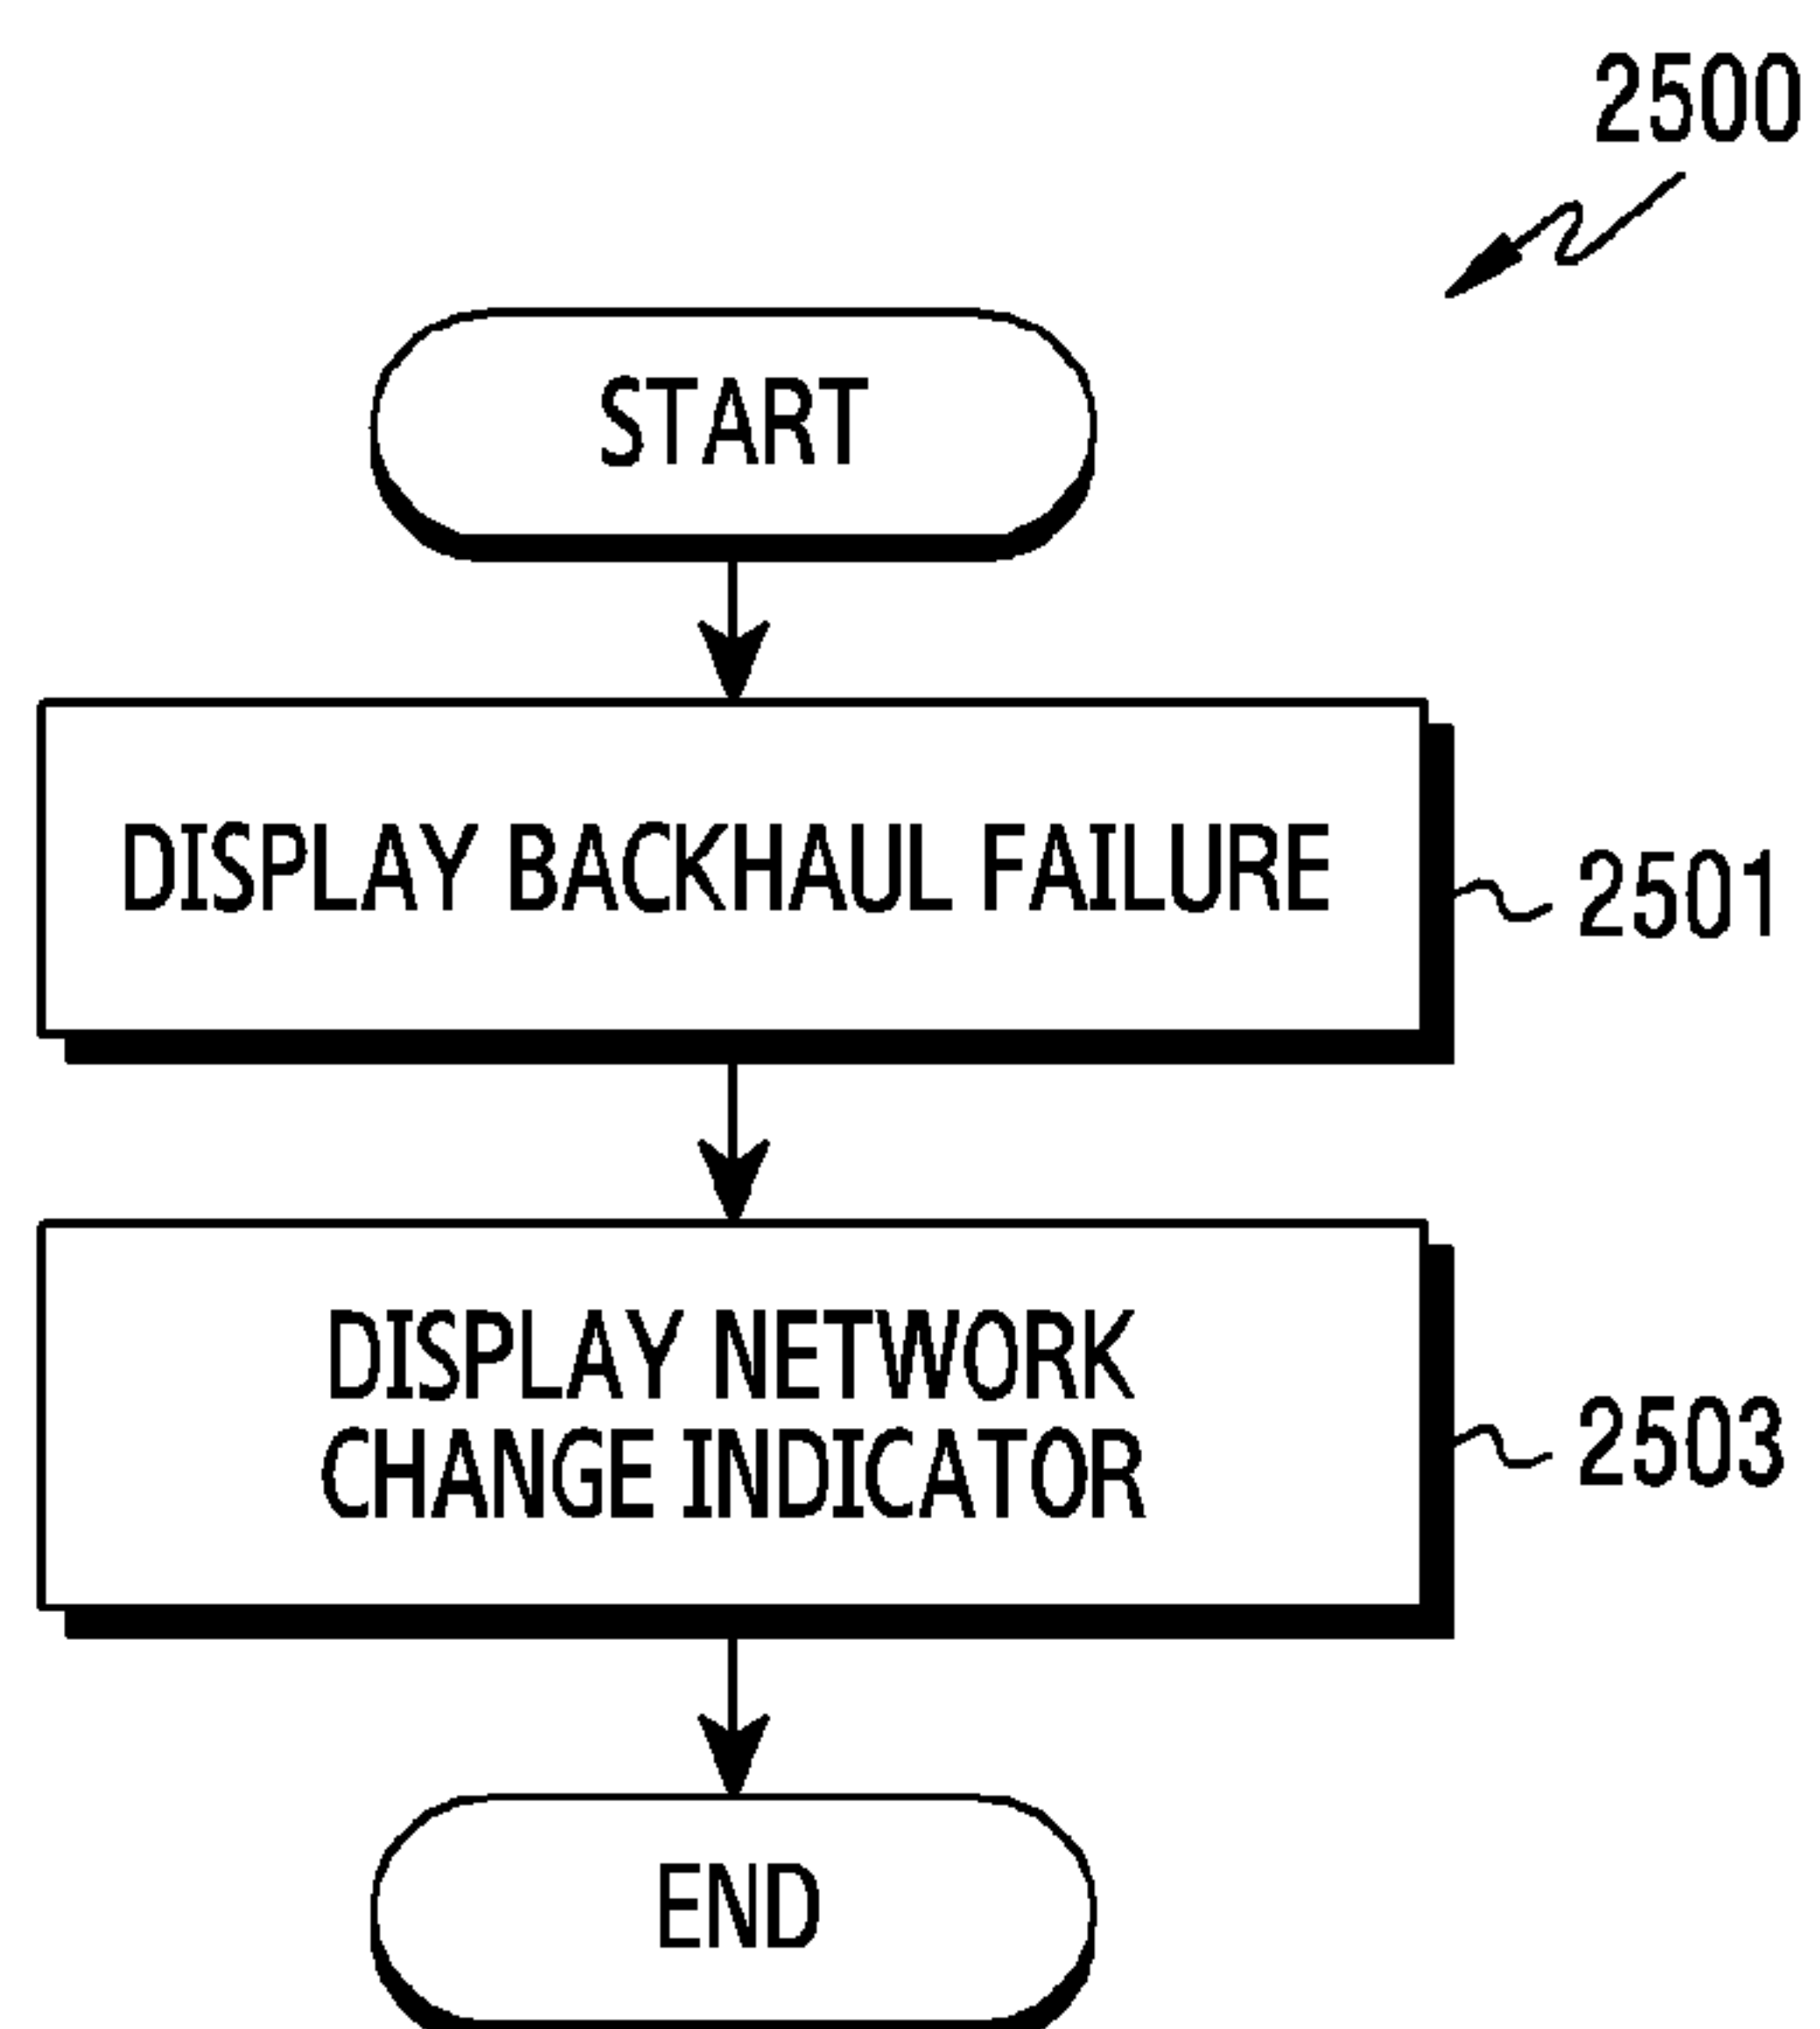 2500
START
DISPLAY BACKHAUL FAILURE
2501
DISPLAY NETWORK
CHANGE INDICATOR
2503
END